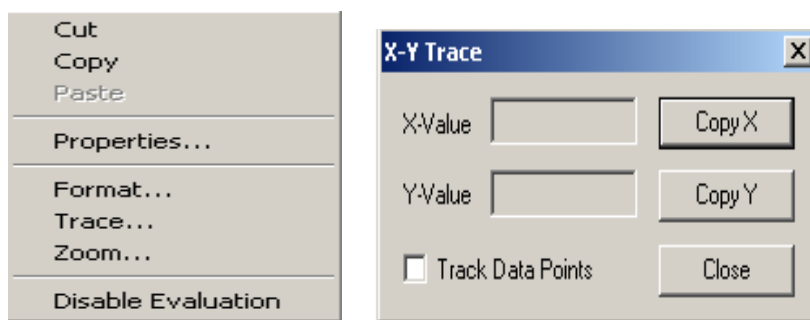 Cut
Copy
Paste
Properties...
Format...
Trace...
Zoom...
Disable Evaluation
X-Y Trace
X-Value
Copy X
Y-Value
Copy Y
Track Data Points
Close